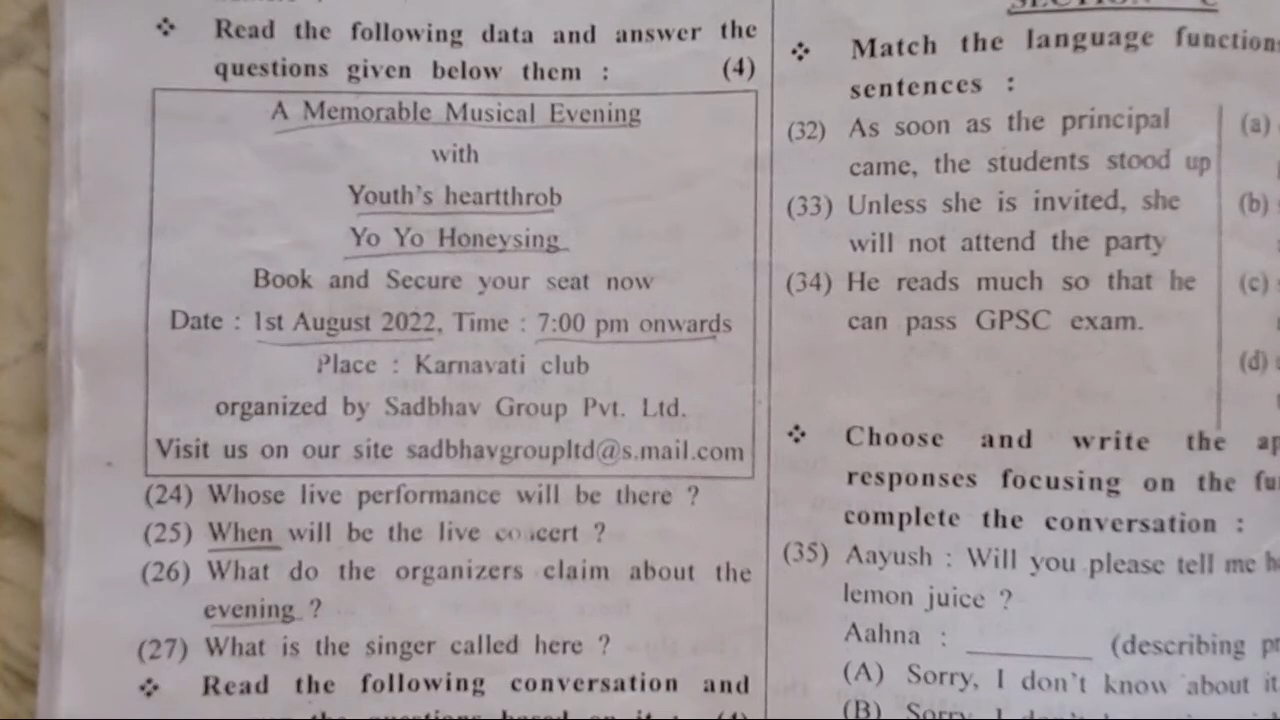 ❖ Read the following data and answer the
questions given below them : (4)
A Memorable Musical Evening
with
Youth's heartthrob
Yo Yo Honeysing
Book and Secure your seat now
Date : 1st August 2022, Time : 7:00 pm onwards
Place : Karnavati club
organized by Sadbhav Group Pvt. Ltd.
Visit us on our site sadbhavgroupltd@s.mail.com
(24) Whose live performance will be there ?
(25) When will be the live concert ?
(26) What do the organizers claim about the
evening ?
(27) What is the singer called here ?
❖ Read the following conversation and
❖ Match the language function
sentences :
(32) As soon as the principal (a)
came, the students stood up
(33) Unless she is invited, she (b)
will not attend the party
(34) He reads much so that he (c)
can pass GPSC exam.
(d)
❖ Choose and write the
responses focusing on the
complete the conversation :
(35) Aayush : Will you please tell me
lemon juice ?
Aahna : ________ (describing
(A) Sorry, I don't know about it
(B) Sorry, I